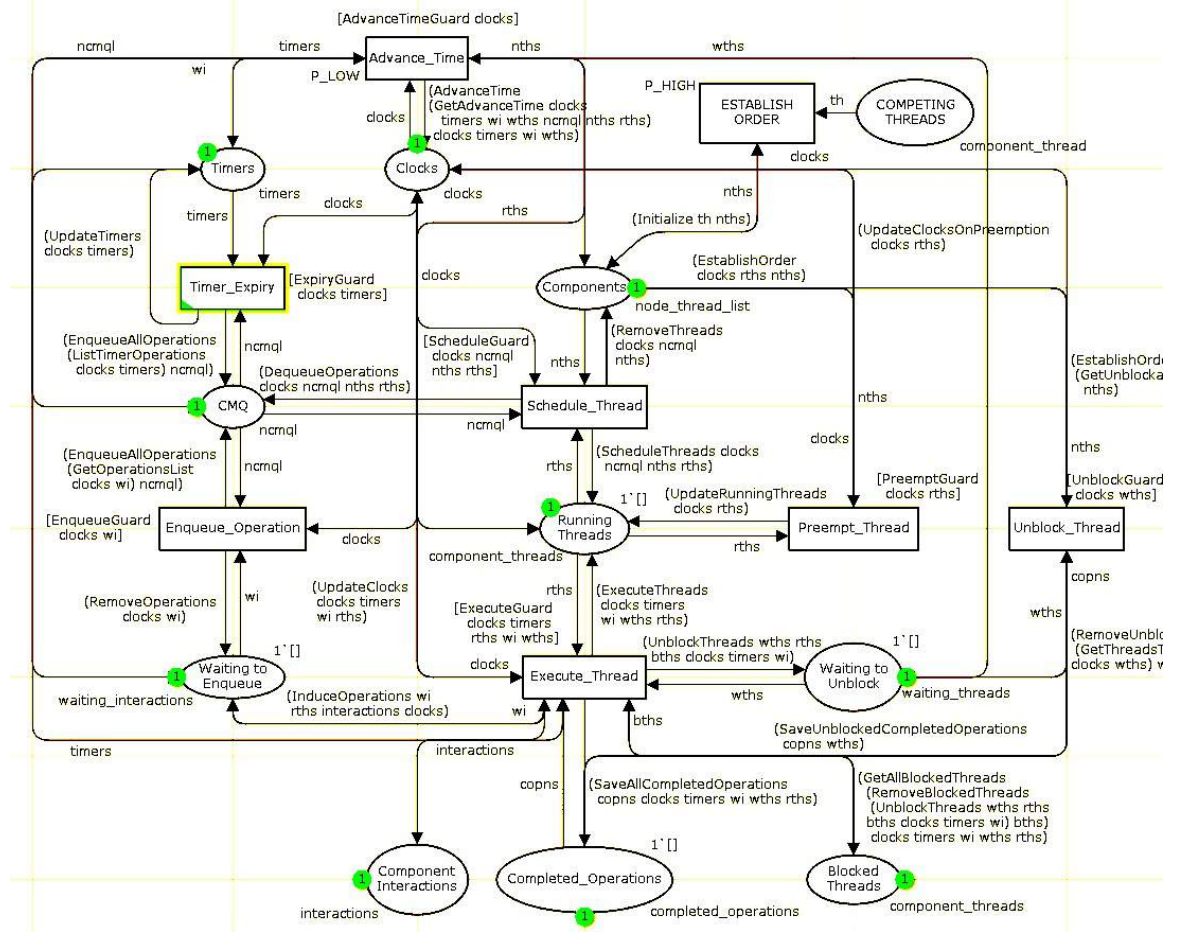 [AdvanceTimeGuard clocks]
ncmql
timers
nths
wths
wi
Advance_Time
P_LOW
P_HIGH
(AdvanceTime
(GetAdvanceTime clocks
timers wi wths ncmql nths rths)
clocks timers wi wths)
clocks
ESTABLISH
ORDER
th
COMPETING
THREADS
component_thread
1
Timers
timers
1
Clocks
clocks
clocks
timers
clocks
rths
nths
(Initialize th nths)
(UpdateClocksOnPreemption
clocks rths)
(UpdateTimers
clocks timers)
Timer_Expiry
[ExpiryGuard
clocks timers]
clocks
(EstablishOrder
clocks rths nths)
Components
1
node_thread_list
(EnqueueAllOperations
(ListTimerOperations
clocks timers) ncmql)
ncmql
[ScheduleGuard
clocks ncmql
nths rths]
(RemoveThreads
clocks ncmql
nths)
nths
(EstablishOrde
(GetUnblocka
nths)
(DequeueOperations
clocks ncmql nths rths)
1
CMQ
ncmql
ncmql
Schedule_Thread
nths
(EnqueueAllOperations
(GetOperationsList
clocks wi) ncmql)
ncmql
rths
(ScheduleThreads clocks
ncmql nths rths)
clocks
nths
[PreemptGuard
clocks rths]
[UnblockGuard
clocks wths]
[EnqueueGuard
clocks wi]
Enqueue_Operation
clocks
1
1`[]
Running
Threads
component_threads
(UpdateRunningThreads
clocks rths)
rths
Preempt_Thread
Unblock_Thread
(RemoveOperations
clocks wi)
wi
(UpdateClocks
clocks timers
wi rths)
rths
[ExecuteGuard
clocks timers
rths wi wths]
(ExecuteThreads
clocks timers
wi wths rths)
copns
wths
(UnblockThreads wths rths
bths clocks timers wi)
1`[]
(RemoveUnblo
(GetThreadsT
clocks wths) w
1`[]
1
Waiting to
Enqueue
waiting_interactions
clocks
Execute_Thread
wths
Waiting to
Unblock
1
waiting_threads
(InduceOperations wi
rths interactions clocks)
wi
bths
(SaveUnblockedCompletedOperations
copns wths)
timers
interactions
copns
(SaveAllCompletedOperations
copns clocks timers wi wths rths)
(GetAllBlockedThreads
(RemoveBlockedThreads
(UnblockThreads wths rths
bths clocks timers wi) bths)
clocks timers wi wths rths)
1`[]
1
Component
Interactions
interactions
Completed_Operations
1
completed_operations
Blocked
Threads
1
component_threads